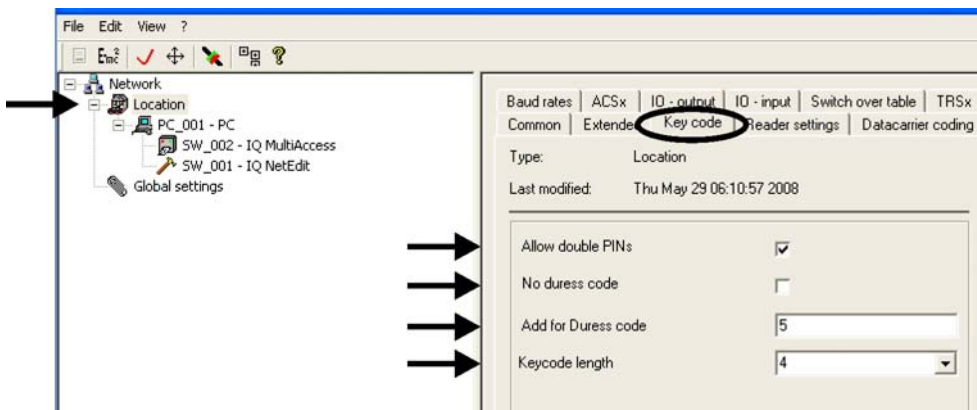 File Edit View ?
Network
Location
PC_001 - PC
SW_002 - IQ MultiAccess
SW_001 - IQ NetEdit
Global settings
Baud rates ACSx IO - output IO - input Switch over table TRSx
Common Extende Key code Reader settings Datacarrier coding
Type: Location
Last modified: Thu May 29 06:10:57 2008
Allow double PINs
No duress code
Add for Duress code 5
Keycode length 4